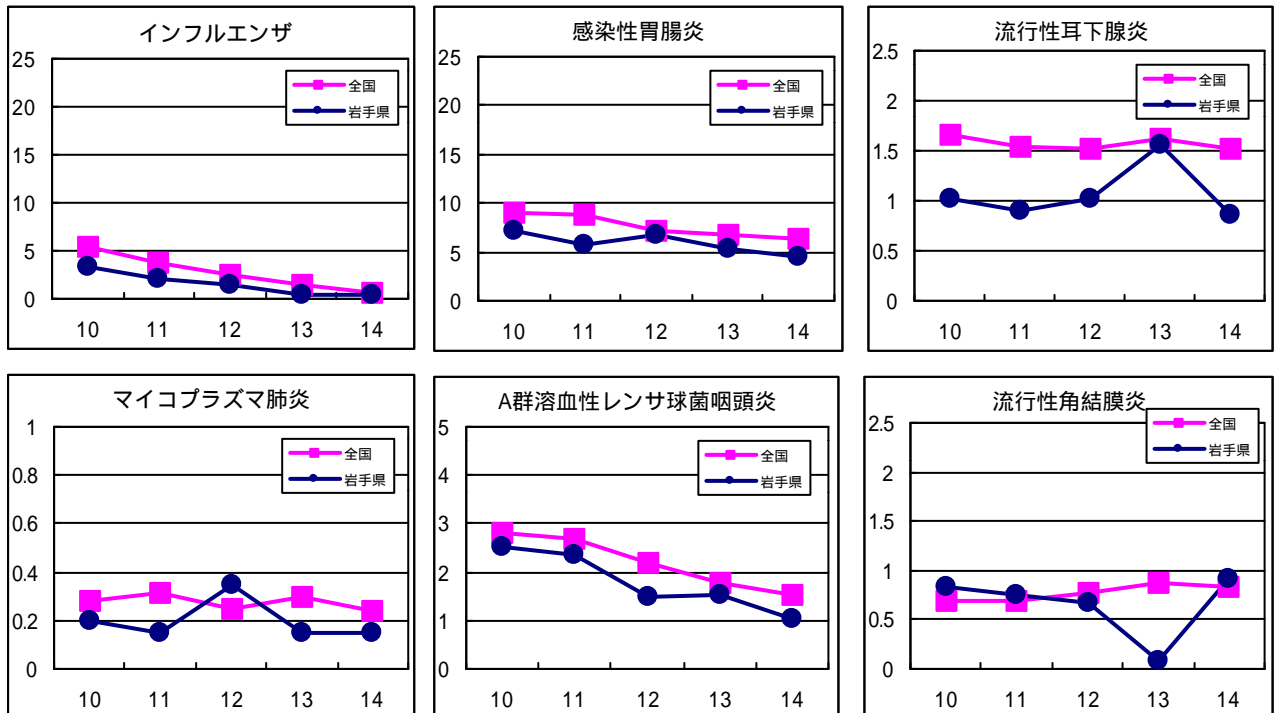 インフルエンザ
25
20
15
10
5
0
10 11 12 13 14
全国
岩手県
感染性胃腸炎
25
20
15
10
5
0
10 11 12 13 14
全国
岩手県
流行性耳下腺炎
2.5
2
1.5
1
0.5
0
10 11 12 13 14
全国
岩手県
マイコプラズマ肺炎
1
0.8
0.6
0.4
0.2
0
10 11 12 13 14
全国
岩手県
A群溶血性レンサ球菌咽頭炎
5
4
3
2
1
0
10 11 12 13 14
全国
岩手県
流行性角結膜炎
2.5
2
1.5
1
0.5
0
10 11 12 13 14
全国
岩手県